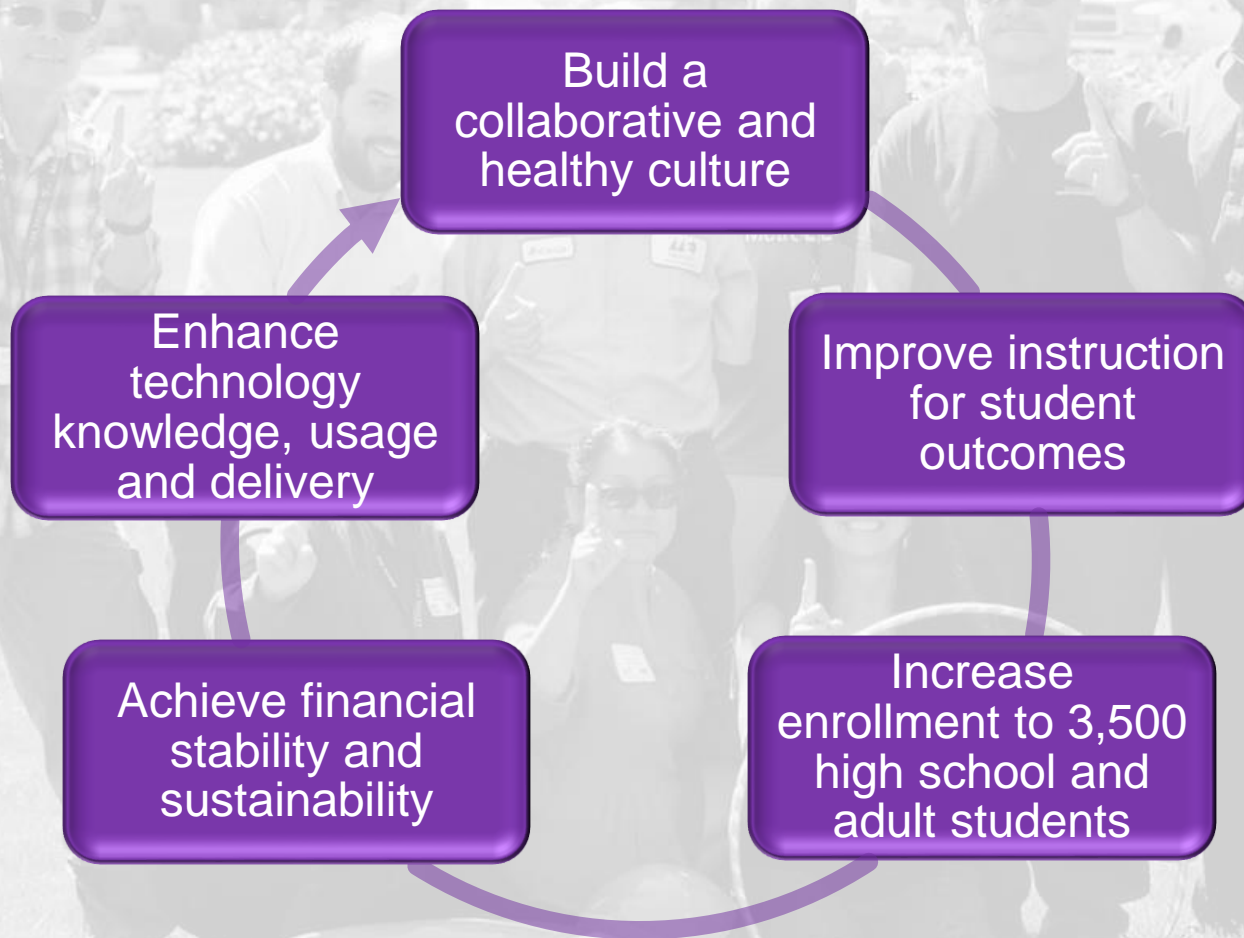 Build a
collaborative and
healthy culture
Improve instruction
for student
outcomes
Increase
enrollment to 3,500
high school and
adult students
Achieve financial
stability and
sustainability
Enhance
technology
knowledge, usage
and delivery